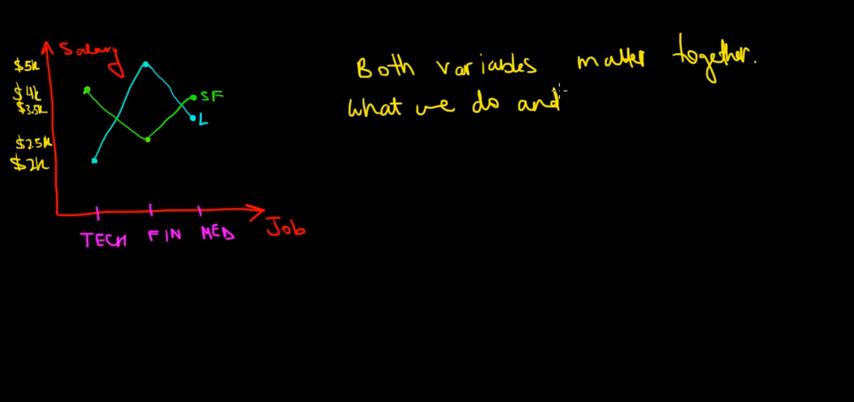 Salary
$5k
$4k
$3.5k
$2.5k
$2k
SF
L
TECH FIN MED
Job
Both variables matter together.
What we do and